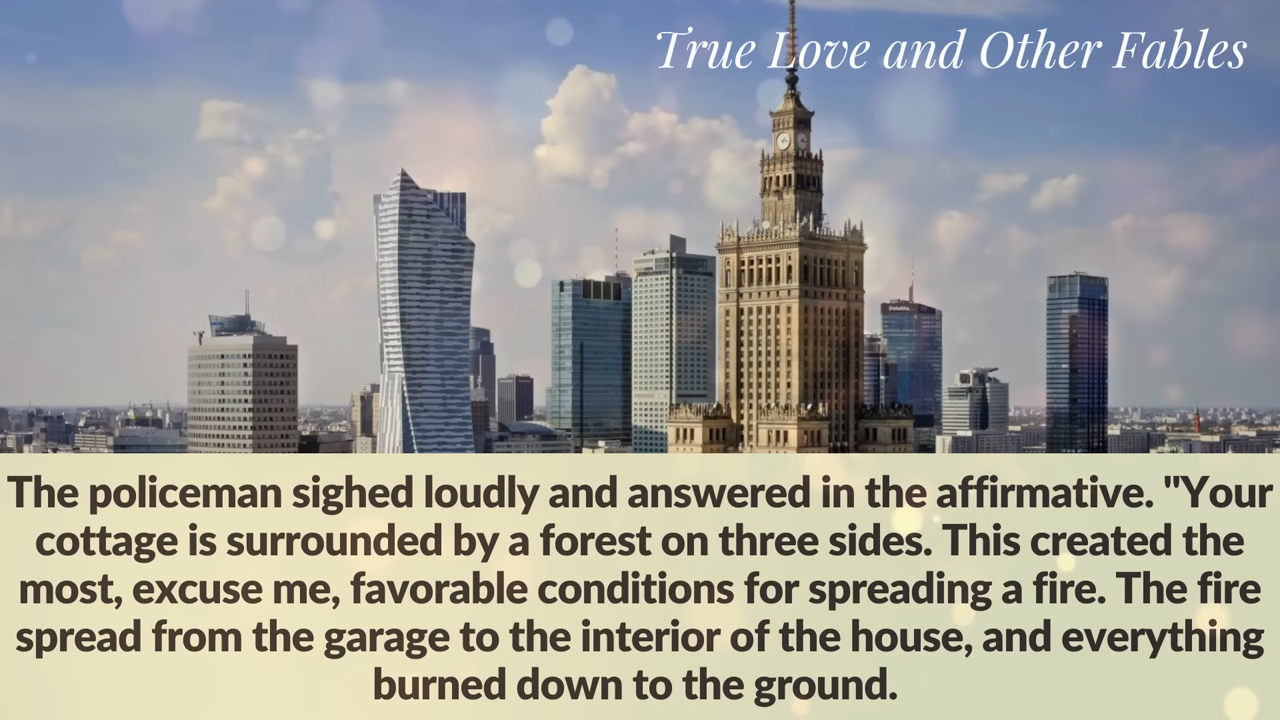 True Love and Other Fables
Deloitte
The policeman sighed loudly and answered in the affirmative. "Your
cottage is surrounded by a forest on three sides. This created the
most, excuse me, favorable conditions for spreading a fire. The fire
spread from the garage to the interior of the house, and everything
burned down to the ground.